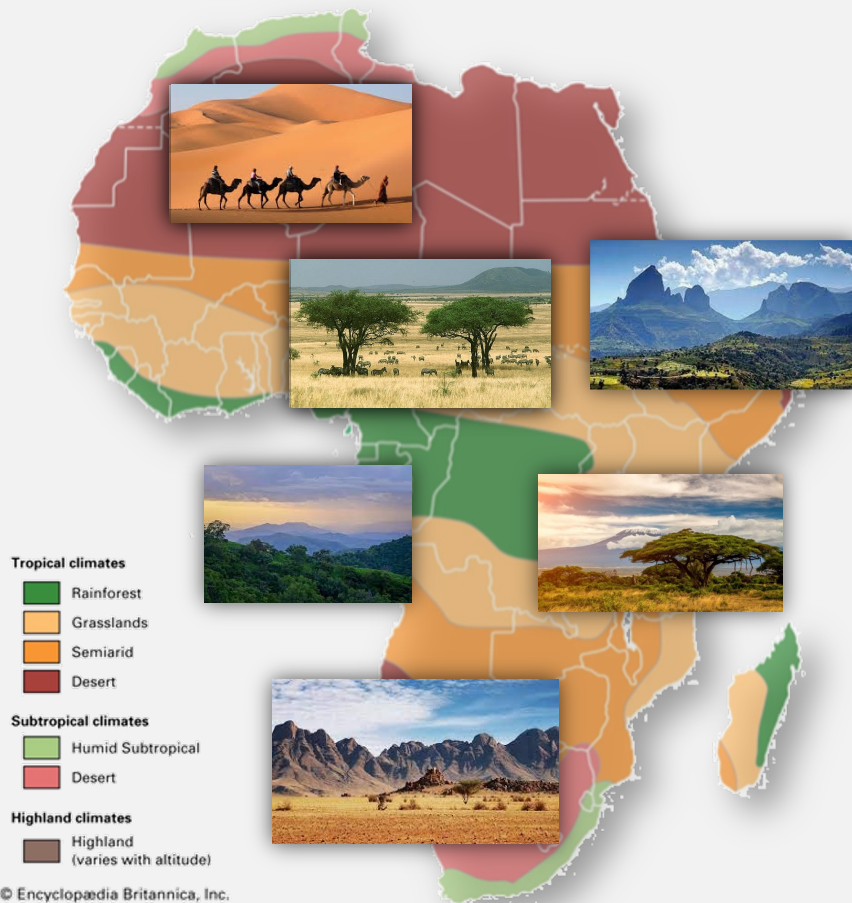 Tropical climates
Rainforest
Grasslands
Semiarid
Desert
Subtropical climates
Humid Subtropical
Desert
Highland climates
Highland
(varies with altitude)
© Encyclopædia Britannica, Inc.